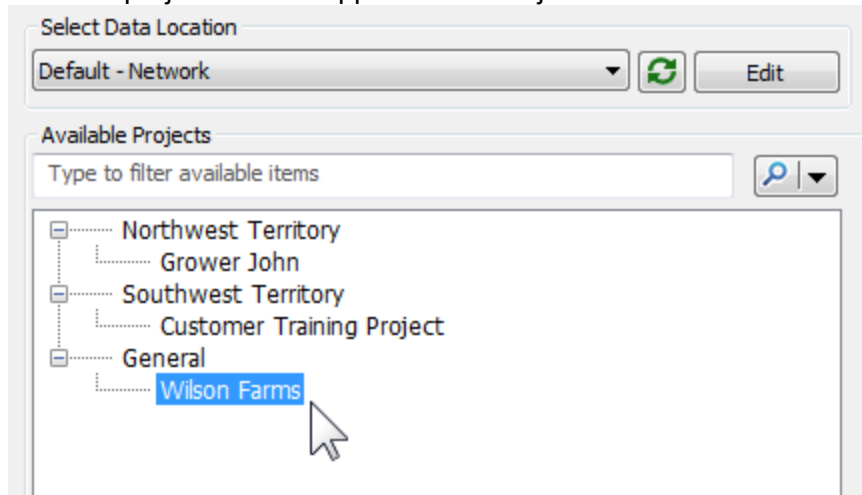 Select Data Location
Default - Network
Edit
Available Projects
Type to filter available items
Northwest Territory
Grower John
Southwest Territory
Customer Training Project
General
Wilson Farms